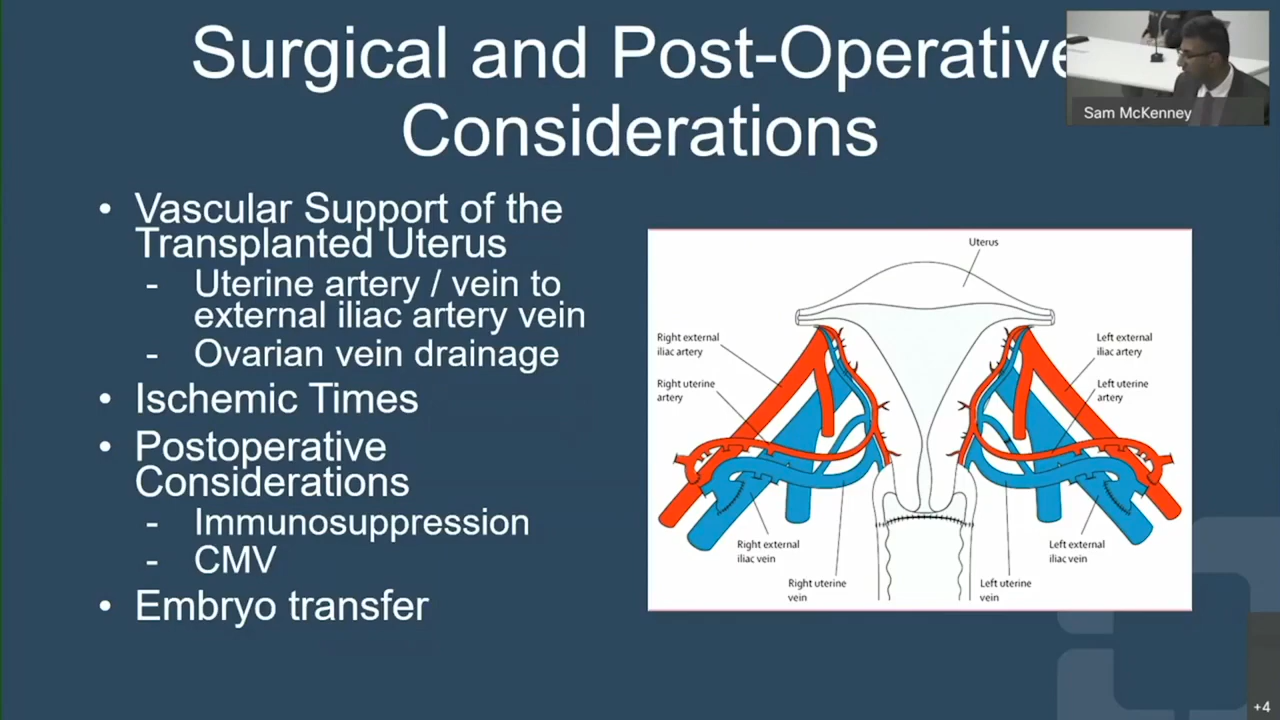 Surgical and Post-Operative
Considerations
Sam McKenney
• Vascular Support of the
Transplanted Uterus
- Uterine artery / vein to
external iliac artery vein
- Ovarian vein drainage
• Ischemic Times
• Postoperative
Considerations
- Immunosuppression
- CMV
• Embryo transfer
Uterus
Right external
iliac artery
Right uterine
artery
Left external
iliac artery
Left uterine
artery
Right external
iliac vein
Right uterine
vein
Left external
iliac vein
Left uterine
vein
+4